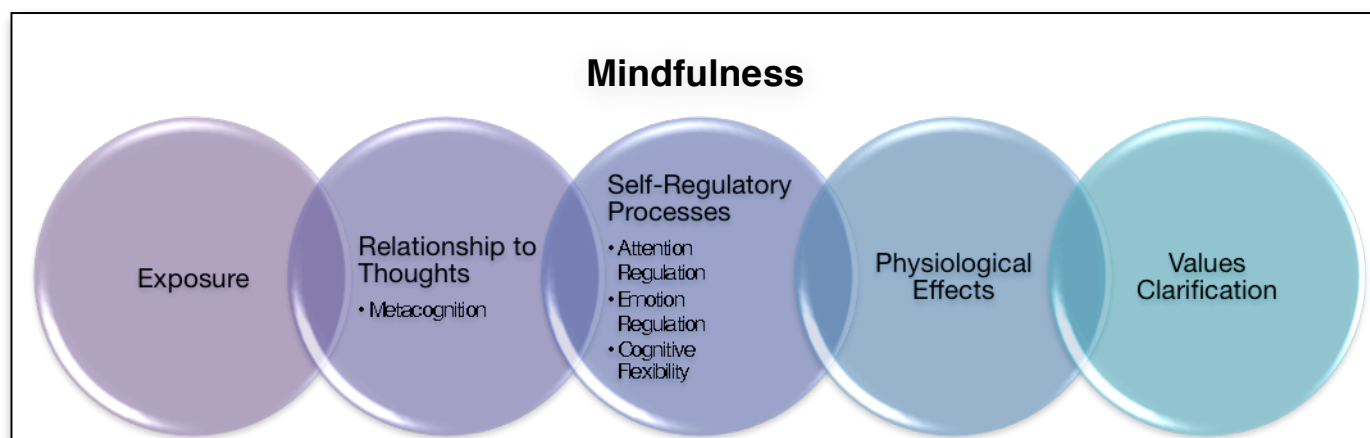 Mindfulness
Exposure
Relationship to
Thoughts
• Metacognition
Self-Regulatory
Processes
• Attention
Regulation
• Emotion
Regulation
• Cognitive
Flexibility
Physiological
Effects
Values
Clarification